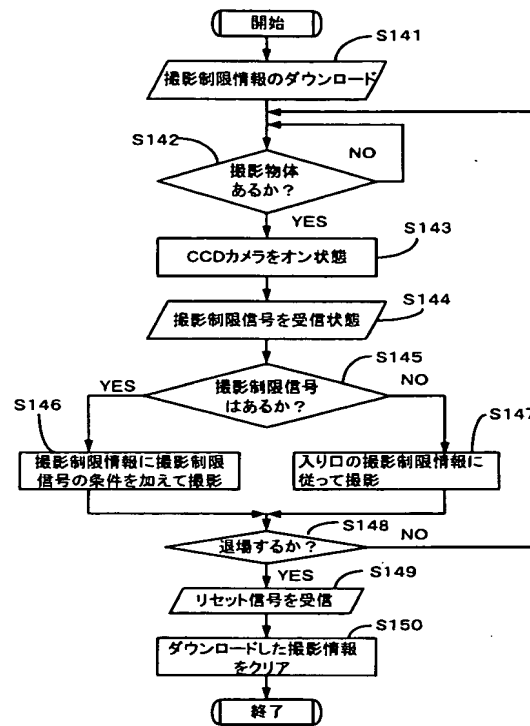 開始
S141
撮影制限情報のダウンロード
S142
撮影物体
あるか？
NO
YES
S143
CCDカメラをオン状態
S144
撮影制限信号を受信状態
S145
撮影制限信号
はあるか？
YES
NO
S146
撮影制限情報に撮影制限
信号の条件を加えて撮影
S147
入り口の撮影制限情報に
従って撮影
S148
退場するか？
NO
YES
S149
リセット信号を受信
S150
ダウンロードした撮影情報
をクリア
終了